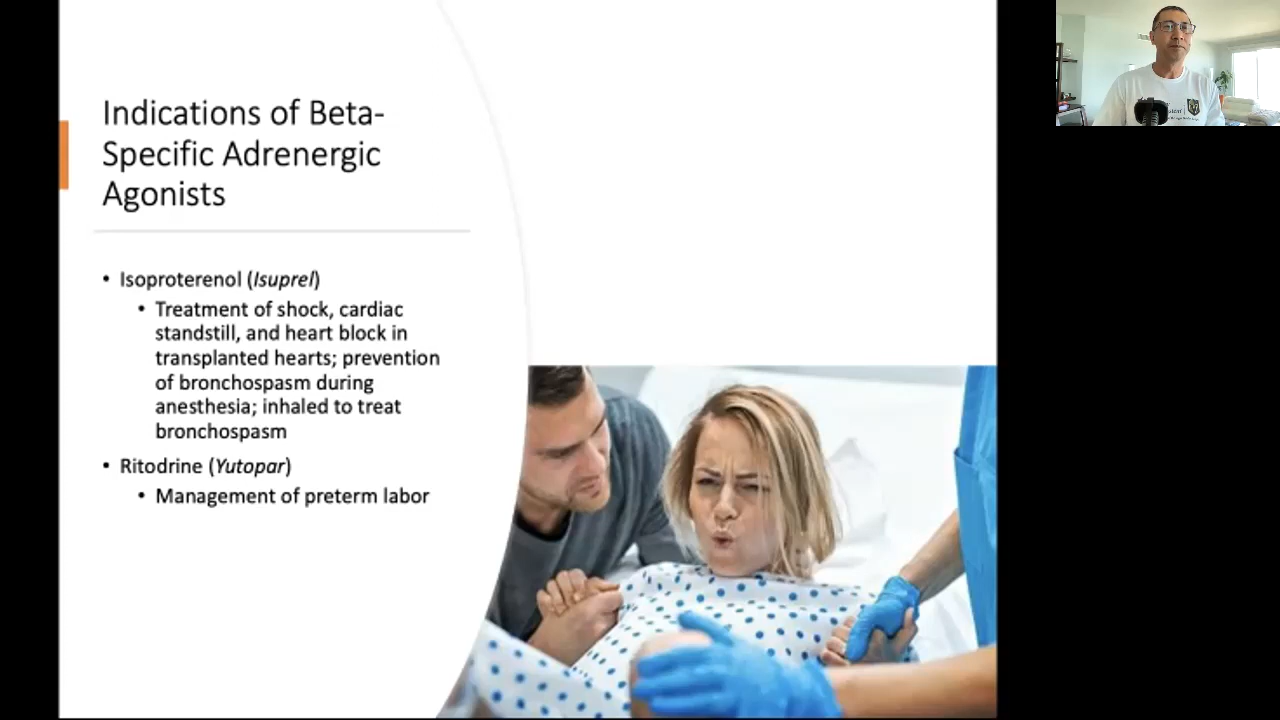 Indications of Beta-
Specific Adrenergic
Agonists
• Isoproterenol (Isuprel)
• Treatment of shock, cardiac
standstill, and heart block in
transplanted hearts; prevention
of bronchospasm during
anesthesia; inhaled to treat
bronchospasm
• Ritodrine (Yutopar)
• Management of preterm labor